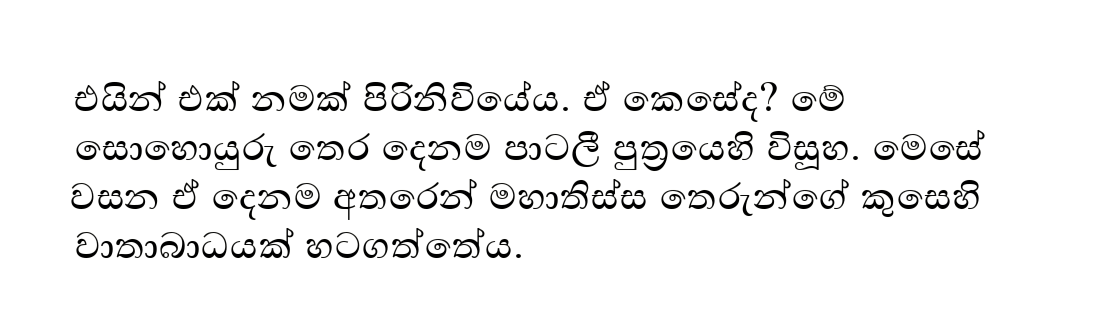 එයින් එක් නමක් පිරිනිවියේය. ඒ කෙසේද? මේ
සොහොයුරු තෙර දෙනම පාටලී පුත්‍රයෙහි විසූහ. මෙසේ
වසන ඒ දෙනම අතරෙන් මහාතිස්ස තෙරුන්ගේ කුසෙහි
වාතාබාධයක් හටගත්තේය.